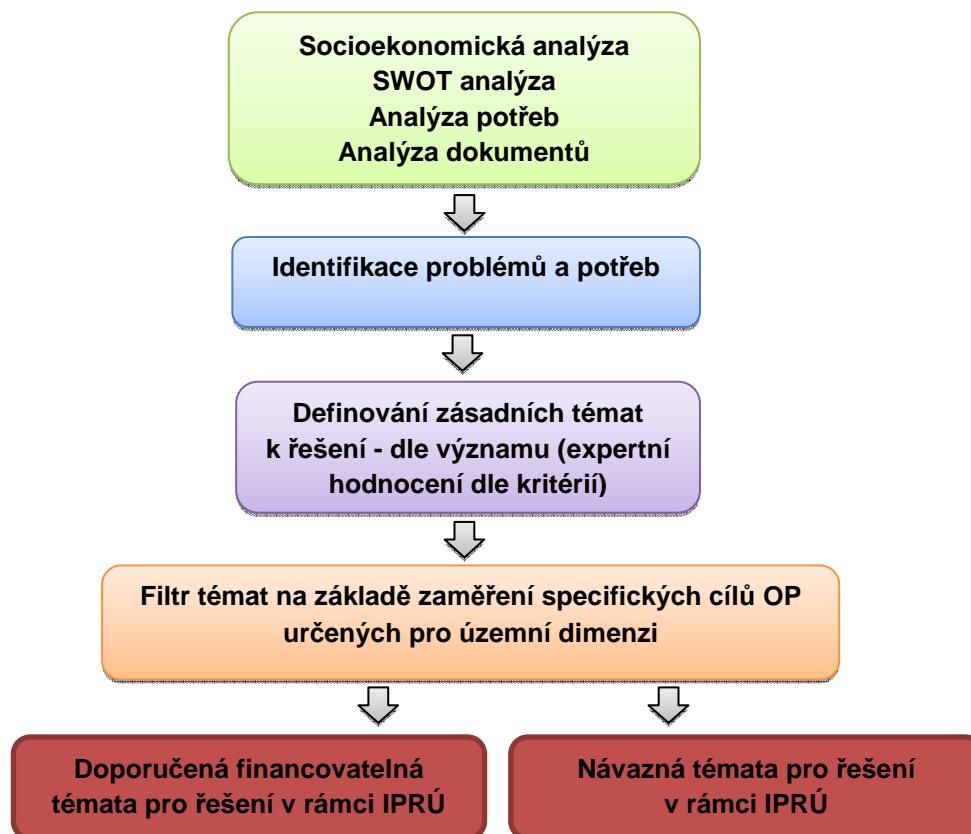 Socioekonomická analýza
SWOT analýza
Analýza potřeb
Analýza dokumentů
Identifikace problémů a potřeb
Definování zásadních témat
k řešení - dle významu (expertní
hodnocení dle kritérií)
Filtr témat na základě zaměření specifických cílů OP
určených pro územní dimenzi
Doporučená financovatelná
témata pro řešení v rámci IPRÚ
Návazná témata pro řešení
v rámci IPRÚ